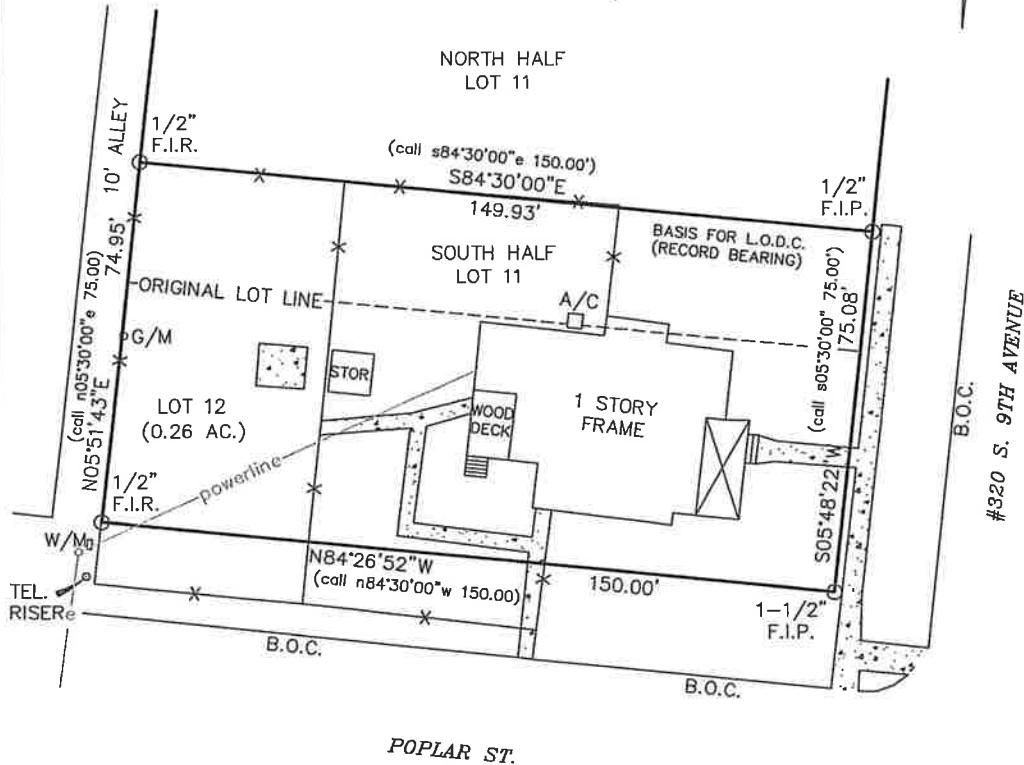 NORTH HALF
LOT 11
10' ALLEY
1/2"
F.I.R.
(call s84°30'00"e 150.00')
S84°30'00"E
149.93'
1/2"
F.I.P.
BASIS FOR L.O.D.C.
(RECORD BEARING)
SOUTH HALF
LOT 11
(call n05°30'00"e 75.00)
N05°51'43"E
74.95'
ORIGINAL LOT LINE
A/C
G/M
STOR
(call s05°30'00" 75.00')
S05°48'22"W
75.08'
#320 S. 9TH AVENUE
B.O.C.
LOT 12
(0.26 AC.)
WOOD
DECK
1 STORY
FRAME
powerline
1/2"
F.I.R.
W/M
TEL.
RISER
N84°26'52"W
(call n84°30'00"w 150.00)
150.00'
1-1/2"
F.I.P.
B.O.C.
B.O.C.
POPLAR ST.